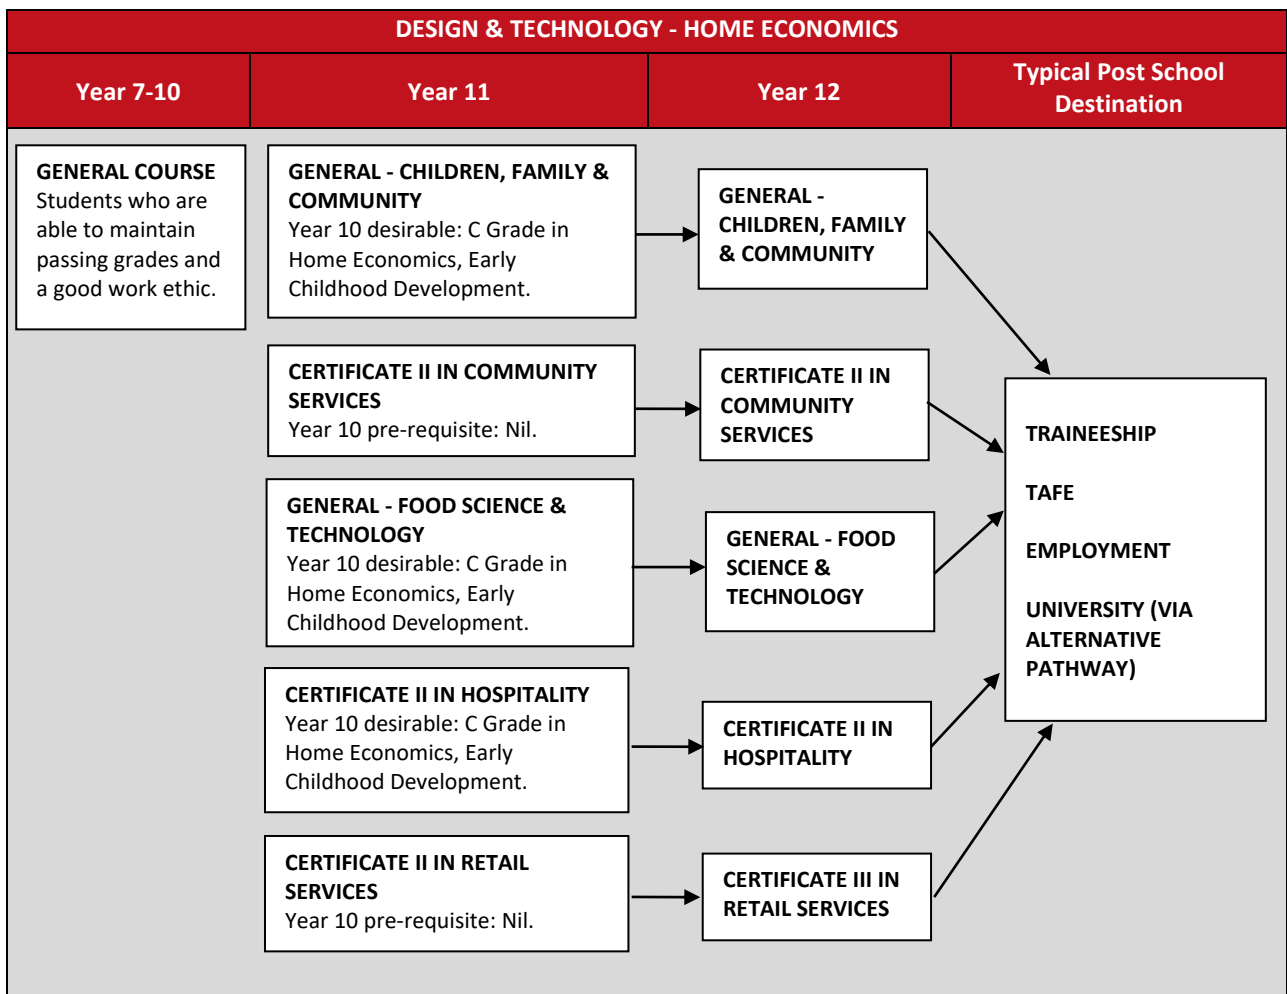 DESIGN & TECHNOLOGY - HOME ECONOMICS
Year 7-10
Year 11
Year 12
Typical Post School
Destination
GENERAL COURSE
Students who are
able to maintain
passing grades and
a good work ethic.
GENERAL - CHILDREN, FAMILY &
COMMUNITY
Year 10 desirable: C Grade in
Home Economics, Early
Childhood Development.
GENERAL -
CHILDREN, FAMILY
& COMMUNITY
CERTIFICATE II IN COMMUNITY
SERVICES
Year 10 pre-requisite: Nil.
CERTIFICATE II IN
COMMUNITY
SERVICES
GENERAL - FOOD SCIENCE &
TECHNOLOGY
Year 10 desirable: C Grade in
Home Economics, Early
Childhood Development.
GENERAL - FOOD
SCIENCE &
TECHNOLOGY
CERTIFICATE II IN HOSPITALITY
Year 10 desirable: C Grade in
Home Economics, Early
Childhood Development.
CERTIFICATE II IN
HOSPITALITY
CERTIFICATE II IN RETAIL
SERVICES
Year 10 pre-requisite: Nil.
CERTIFICATE III IN
RETAIL SERVICES
TRAINEESHIP
TAFE
EMPLOYMENT
UNIVERSITY (VIA
ALTERNATIVE
PATHWAY)